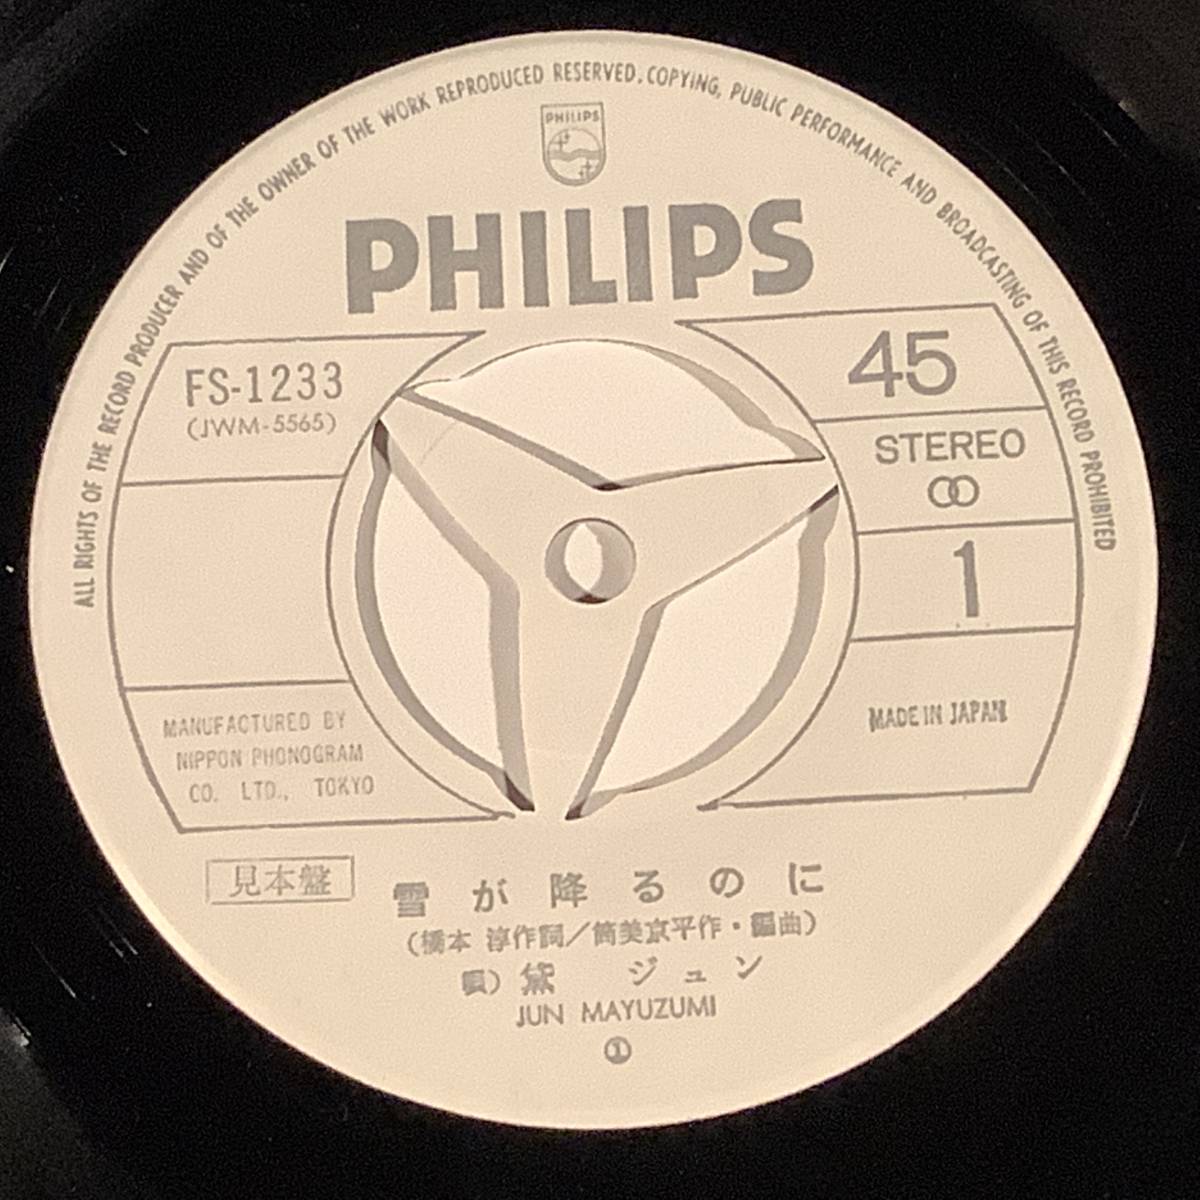 ALL RIGHTS OF THE RECORD PRODUCER AND OF THE OWNER OF THE WORK REPRODUCED RESERVED. COPYING, PUBLIC PERFORMANCE AND BROADCASTING OF THIS RECORD PROHIBITED
PHILIPS
PHILIPS
FS-1233
(JWM-5565)
45
STEREO
1
MANUFACTURED BY
NIPPON PHONOGRAM
CO. LTD., TOKYO
MADE IN JAPAN
見本盤
雪が降るのに
(橋本 淳作詞/筒美京平作・編曲)
唄) 黛 ジュン
JUN MAYUZUMI
①